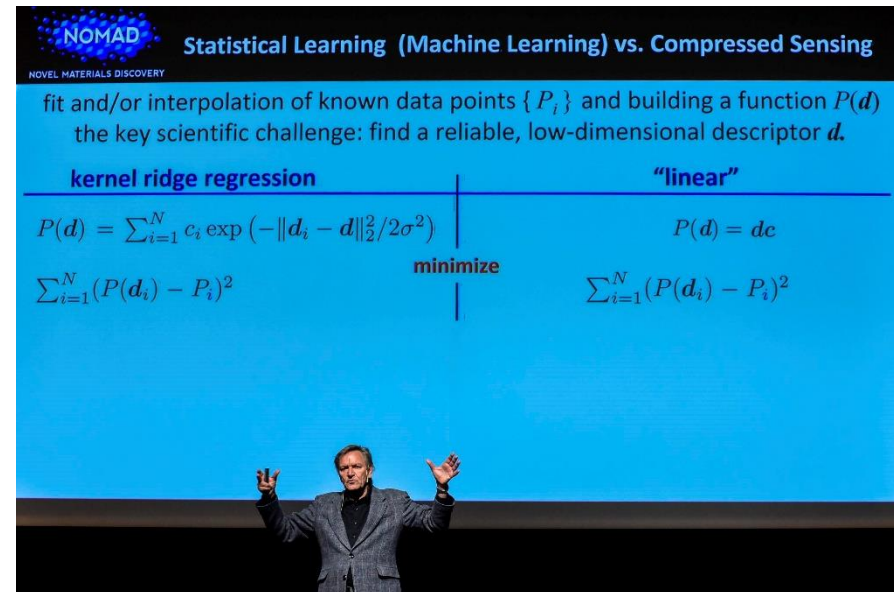 NOMAD
NOVEL MATERIALS DISCOVERY
Statistical Learning (Machine Learning) vs. Compressed Sensing
fit and/or interpolation of known data points { P_i } and building a function P(d)
the key scientific challenge: find a reliable, low-dimensional descriptor d.
kernel ridge regression
"linear"
P(d) = ∑_{i=1}^{N} c_i exp (−‖d_i − d‖_2^2/2σ^2)
P(d) = dc
minimize
∑_{i=1}^{N}(P(d_i) − P_i)^2
∑_{i=1}^{N}(P(d_i) − P_i)^2